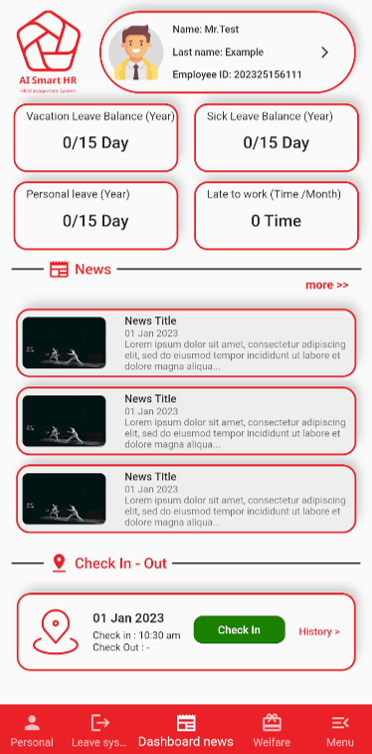 AI Smart HR
HR Management System
Name: Mr.Test
Last name: Example
Employee ID: 202325156111
Vacation Leave Balance (Year)
0/15 Day
Sick Leave Balance (Year)
0/15 Day
Personal leave (Year)
0/15 Day
Late to work (Time /Month)
0 Time
News
more >>
News Title
01 Jan 2023
Lorem ipsum dolor sit amet, consectetur adipiscing
elit, sed do eiusmod tempor incididunt ut labore et
dolore magna aliqua...
News Title
01 Jan 2023
Lorem ipsum dolor sit amet, consectetur adipiscing
elit, sed do eiusmod tempor incididunt ut labore et
dolore magna aliqua...
News Title
01 Jan 2023
Lorem ipsum dolor sit amet, consectetur adipiscing
elit, sed do eiusmod tempor incididunt ut labore et
dolore magna aliqua...
Check In - Out
01 Jan 2023
Check in : 10:30 am
Check Out : -
Check In
History >
Personal
Leave sys...
Dashboard news
Welfare
Menu